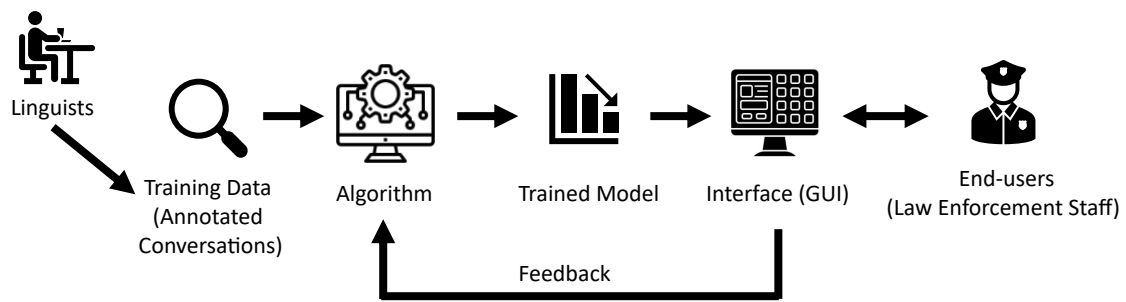 Linguists
Training Data
(Annotated
Conversations)
Algorithm
Trained Model
Interface (GUI)
End-users
(Law Enforcement Staff)
Feedback